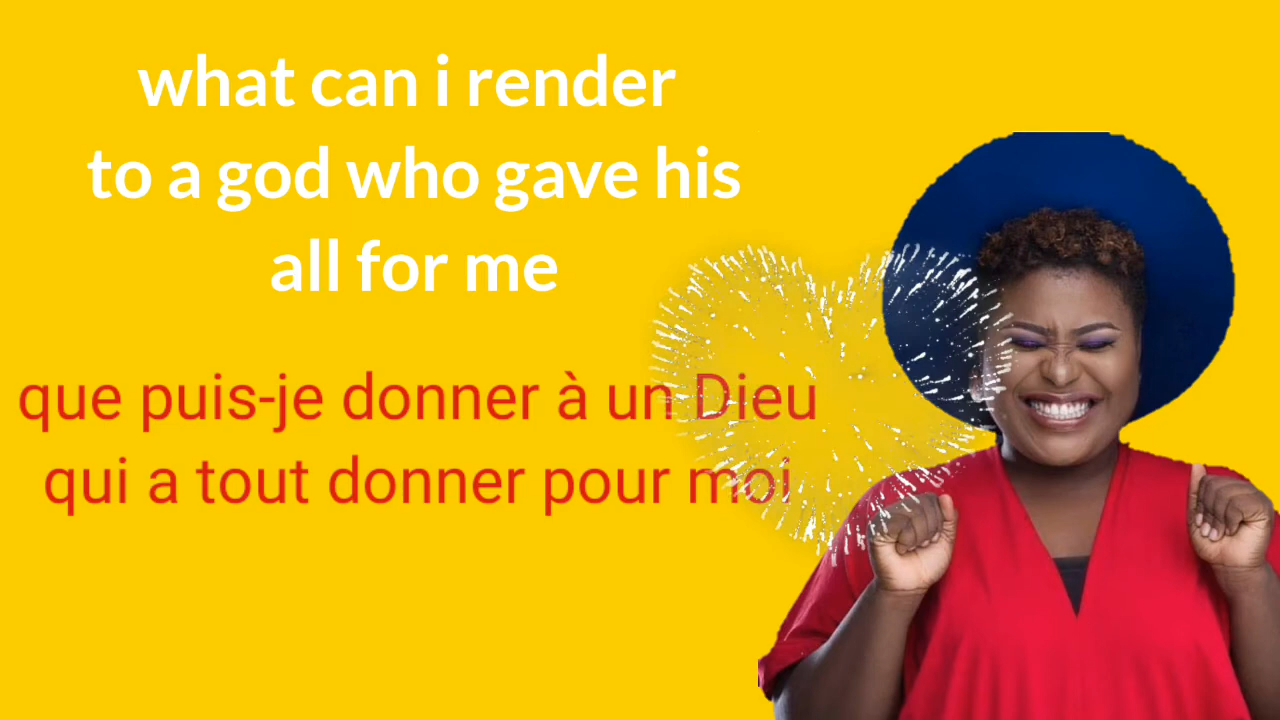 what can i render
to a god who gave his
all for me
que puis-je donner à un Dieu
qui a tout donner pour moi